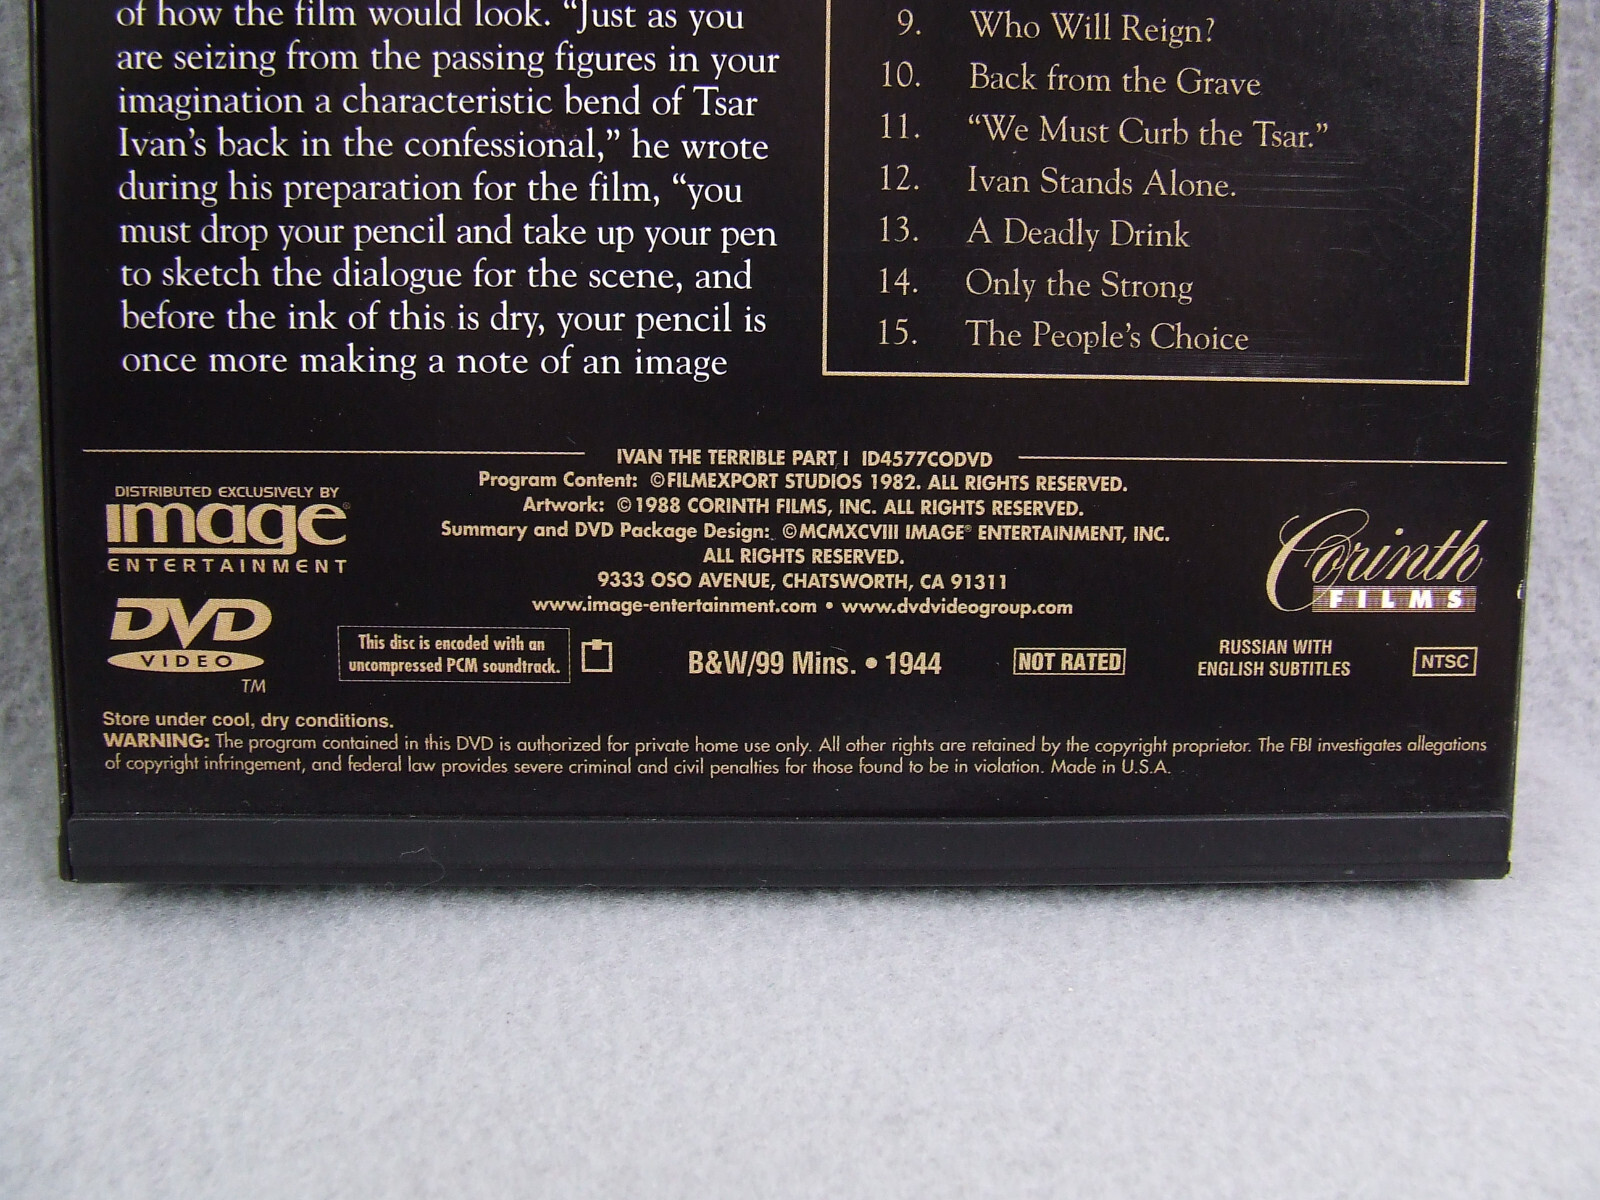 of how the film would look. “Just as you
are seizing from the passing figures in your
imagination a characteristic bend of Tsar
Ivan’s back in the confessional,” he wrote
during his preparation for the film, “you
must drop your pencil and take up your pen
to sketch the dialogue for the scene, and
before the ink of this is dry, your pencil is
once more making a note of an image
9. Who Will Reign?
10. Back from the Grave
11. “We Must Curb the Tsar.”
12. Ivan Stands Alone.
13. A Deadly Drink
14. Only the Strong
15. The People’s Choice
IVAN THE TERRIBLE PART I ID4577CODVD
Program Content: ©FILMEXPORT STUDIOS 1982. ALL RIGHTS RESERVED.
Artwork: ©1988 CORINTH FILMS, INC. ALL RIGHTS RESERVED.
Summary and DVD Package Design: ©MCMXCVIII IMAGE® ENTERTAINMENT, INC.
ALL RIGHTS RESERVED.
9333 OSO AVENUE, CHATSWORTH, CA 91311
www.image-entertainment.com • www.dvdvideogroup.com
DISTRIBUTED EXCLUSIVELY BY
image®
ENTERTAINMENT
Corinth
FILMS
DVD
VIDEO
TM
This disc is encoded with an
uncompressed PCM soundtrack.
B&W/99 Mins. • 1944
NOT RATED
RUSSIAN WITH
ENGLISH SUBTITLES
NTSC
Store under cool, dry conditions.
WARNING: The program contained in this DVD is authorized for private home use only. All other rights are retained by the copyright proprietor. The FBI investigates allegations
of copyright infringement, and federal law provides severe criminal and civil penalties for those found to be in violation. Made in U.S.A.